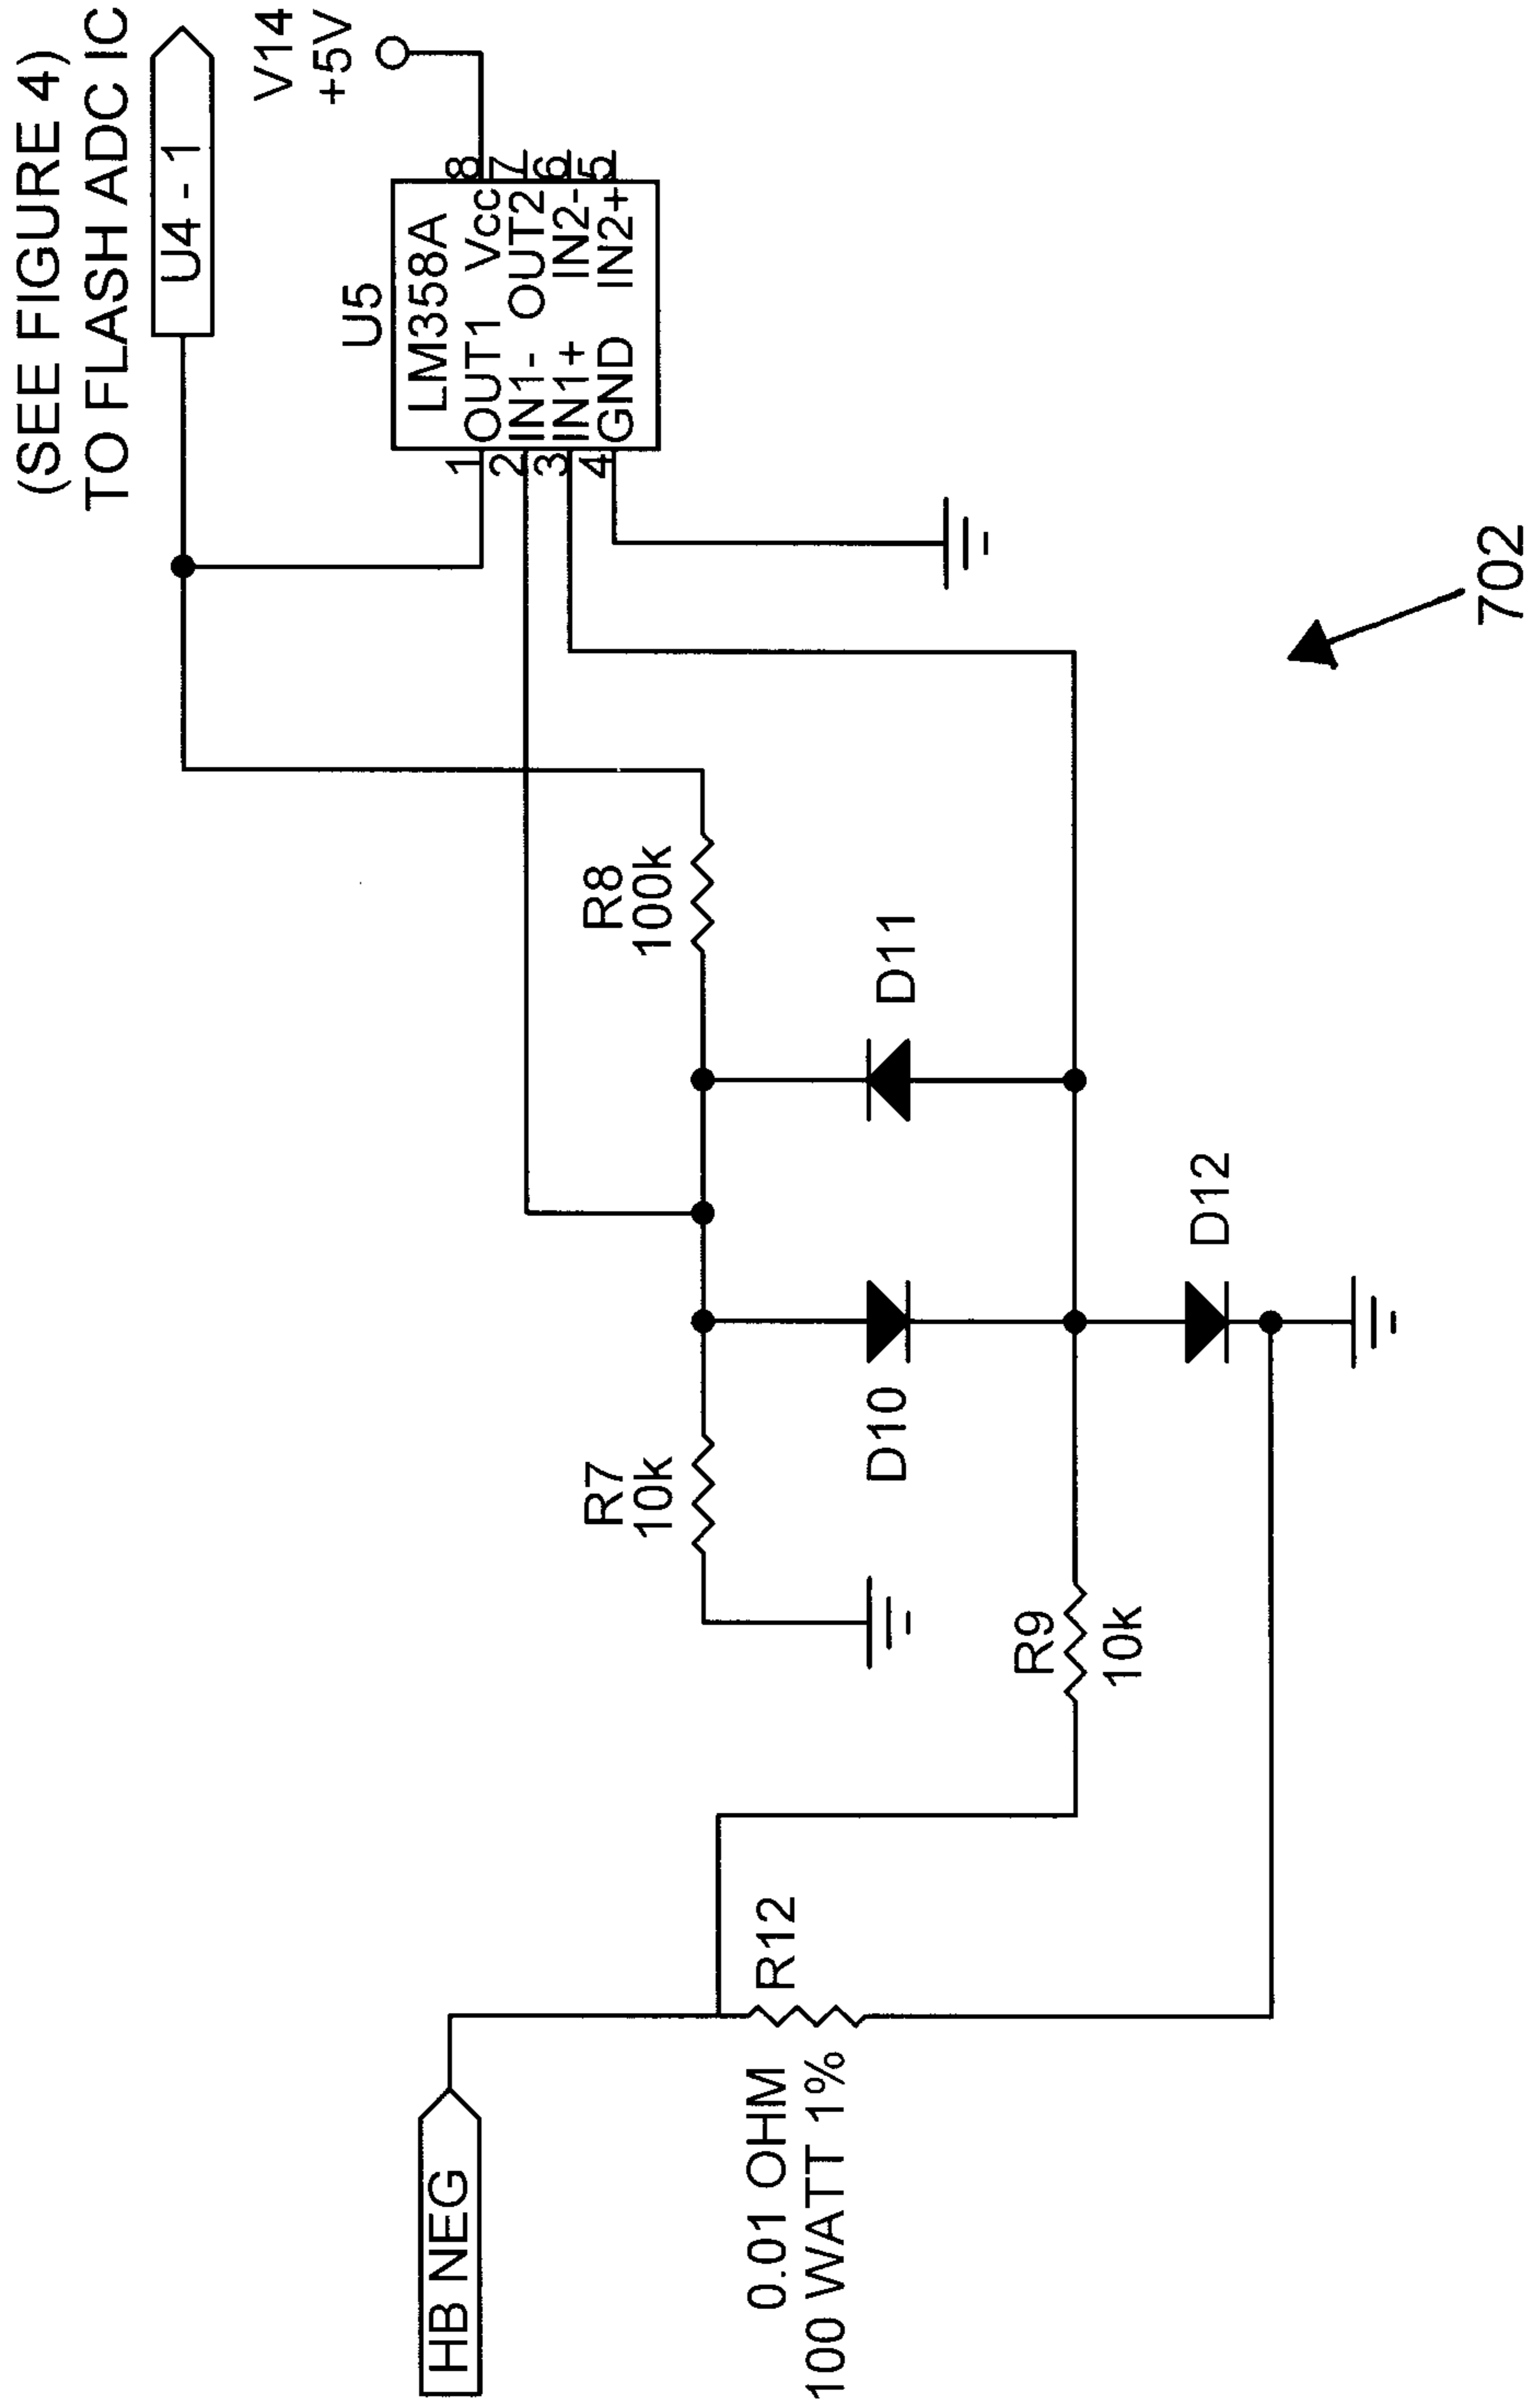 (SEE FIGURE 4)
TO FLASH ADC IC
U4 - 1
V14
+5V
U5
LM358A
1 OUT1 Vcc 8
2 IN1- OUT2 7
3 IN1+ IN2- 6
4 GND IN2+ 5
R8
100k
R7
10k
D11
D10
D12
R9
10k
HB NEG
R12
0.01 OHM
100 WATT 1%
702